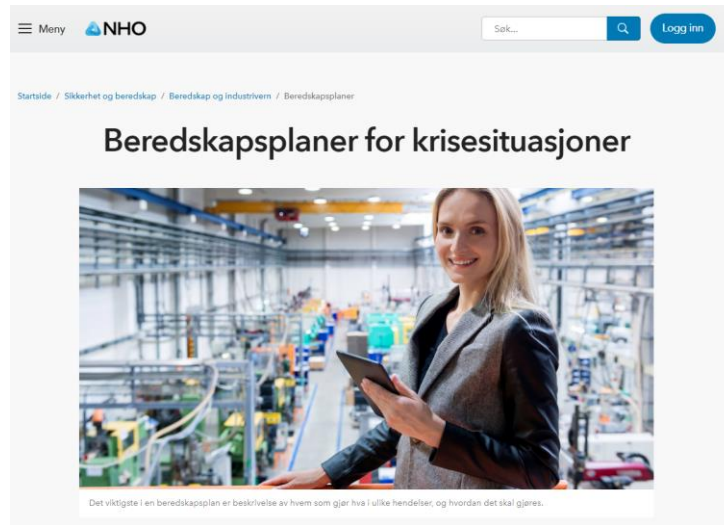 Meny
NHO
Søk...
Logg inn
Startside / Sikkerhet og beredskap / Beredskap og industrivern / Beredskapsplaner
Beredskapsplaner for krisesituasjoner
Det viktigste i en beredskapsplan er beskrivelse av hvem som gjør hva i ulike hendelser, og hvordan det skal gjøres.